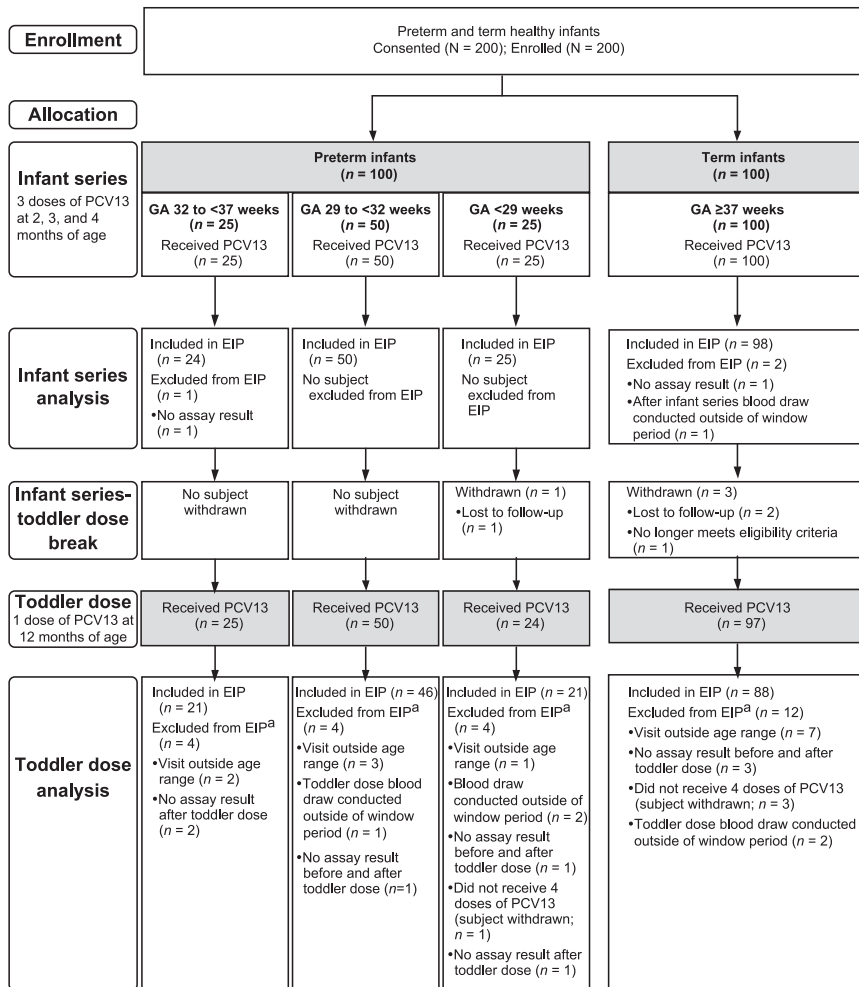 Enrollment
Preterm and term healthy infants
Consented (N = 200); Enrolled (N = 200)
Allocation
Infant series
3 doses of PCV13
at 2, 3, and 4
months of age
Preterm infants
(n = 100)
Term infants
(n = 100)
GA 32 to <37 weeks
(n = 25)
Received PCV13
(n = 25)
GA 29 to <32 weeks
(n = 50)
Received PCV13
(n = 50)
GA <29 weeks
(n = 25)
Received PCV13
(n = 25)
GA ≥37 weeks
(n = 100)
Received PCV13
(n = 100)
Infant series
analysis
Included in EIP
(n = 24)
Excluded from EIP
(n = 1)
•No assay result
(n = 1)
Included in EIP
(n = 50)
No subject
excluded from EIP
Included in EIP
(n = 25)
No subject
excluded from
EIP
Included in EIP (n = 98)
Excluded from EIP (n = 2)
•No assay result (n = 1)
•After infant series blood draw
conducted outside of window
period (n = 1)
Infant series-
toddler dose
break
No subject
withdrawn
No subject
withdrawn
Withdrawn (n = 1)
•Lost to follow-up
(n = 1)
Withdrawn (n = 3)
•Lost to follow-up (n = 2)
•No longer meets eligibility criteria
(n = 1)
Toddler dose
1 dose of PCV13 at
12 months of age
Received PCV13
(n = 25)
Received PCV13
(n = 50)
Received PCV13
(n = 24)
Received PCV13
(n = 97)
Toddler dose
analysis
Included in EIP
(n = 21)
Excluded from EIPa
(n = 4)
•Visit outside age
range (n = 2)
•No assay result
after toddler dose
(n = 2)
Included in EIP (n = 46)
Excluded from EIPa
(n = 4)
•Visit outside age
range (n = 3)
•Toddler dose blood
draw conducted
outside of window
period (n = 1)
•No assay result
before and after
toddler dose (n=1)
Included in EIP (n = 21)
Excluded from EIPa
(n = 4)
•Visit outside age
range (n = 1)
•Blood draw
conducted outside of
window period (n = 2)
•No assay result
before and after
toddler dose (n = 1)
•Did not receive 4
doses of PCV13
(subject withdrawn;
n = 1)
•No assay result after
toddler dose (n = 1)
Included in EIP (n = 88)
Excluded from EIPa (n = 12)
•Visit outside age range (n = 7)
•No assay result before and after
toddler dose (n = 3)
•Did not receive 4 doses of PCV13
(subject withdrawn; n = 3)
•Toddler dose blood draw conducted
outside of window period (n = 2)